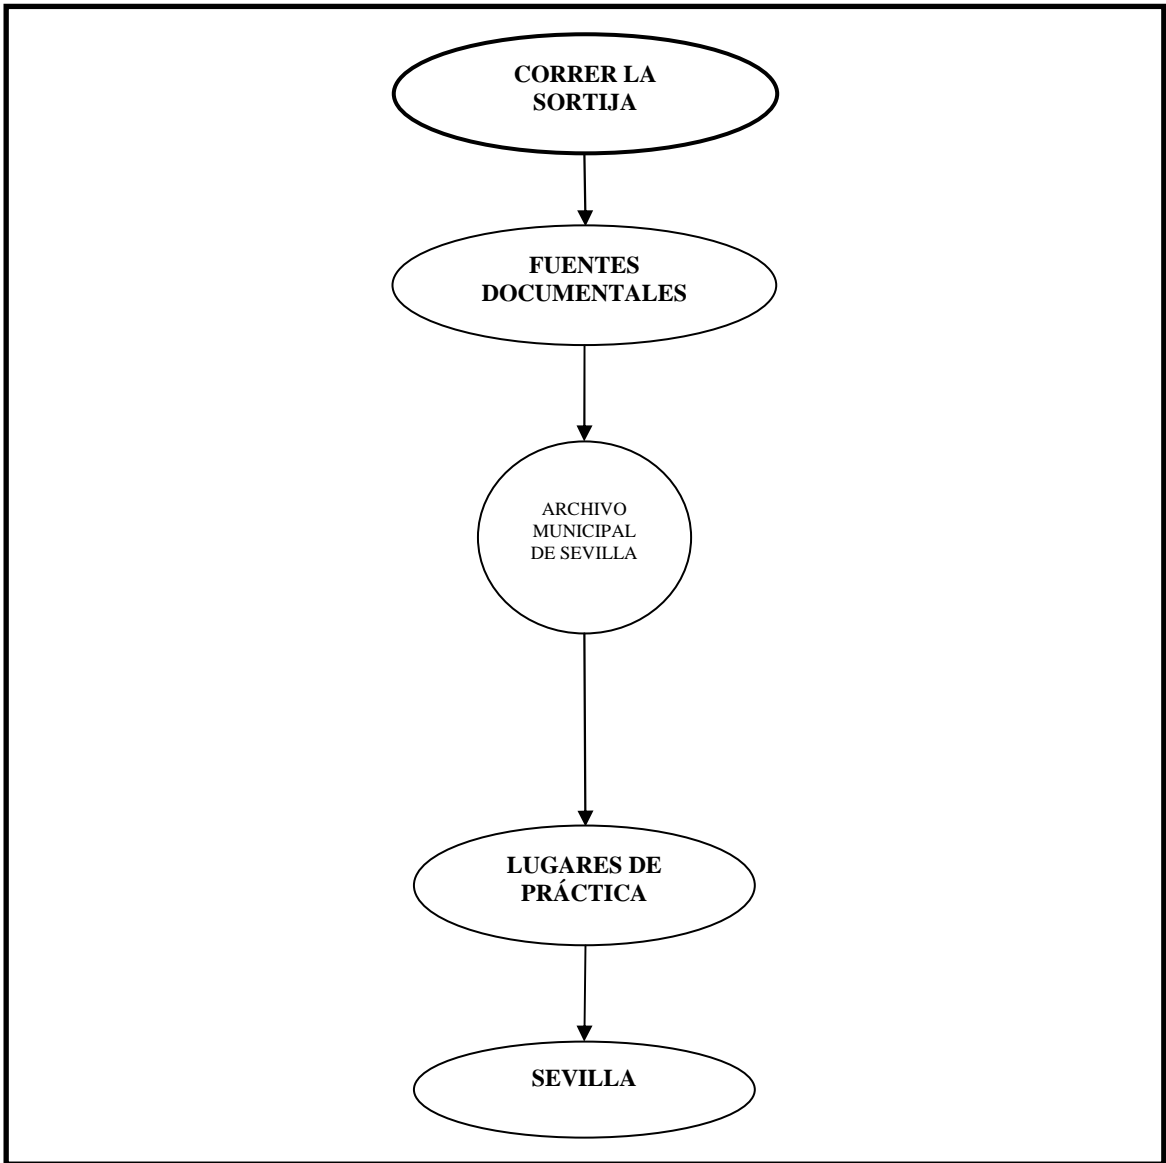 CORRER LA
SORTIJA
FUENTES
DOCUMENTALES
ARCHIVO
MUNICIPAL
DE SEVILLA
LUGARES DE
PRÁCTICA
SEVILLA